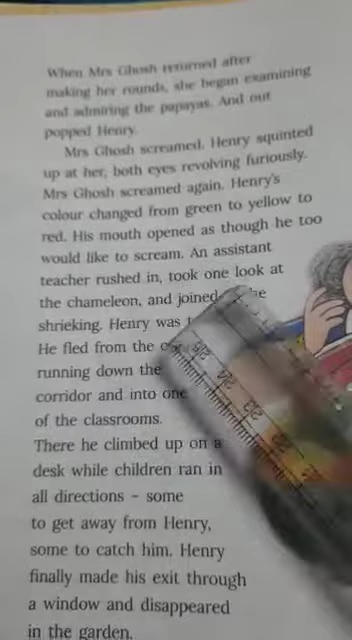 When Mrs Ghosh returned after
making her rounds, she began examining
and admiring the papayas. And out
popped Henry.
Mrs Ghosh screamed. Henry squinted
up at her, both eyes revolving furiously.
Mrs Ghosh screamed again. Henry's
colour changed from green to yellow to
red. His mouth opened as though he too
would like to scream. An assistant
teacher rushed in, took one look at
the chameleon, and joined
shrieking. Henry was
He fled from the
running down the
corridor and into one
of the classrooms.
There he climbed up on a
desk while children ran in
all directions – some
to get away from Henry,
some to catch him. Henry
finally made his exit through
a window and disappeared
in the garden.